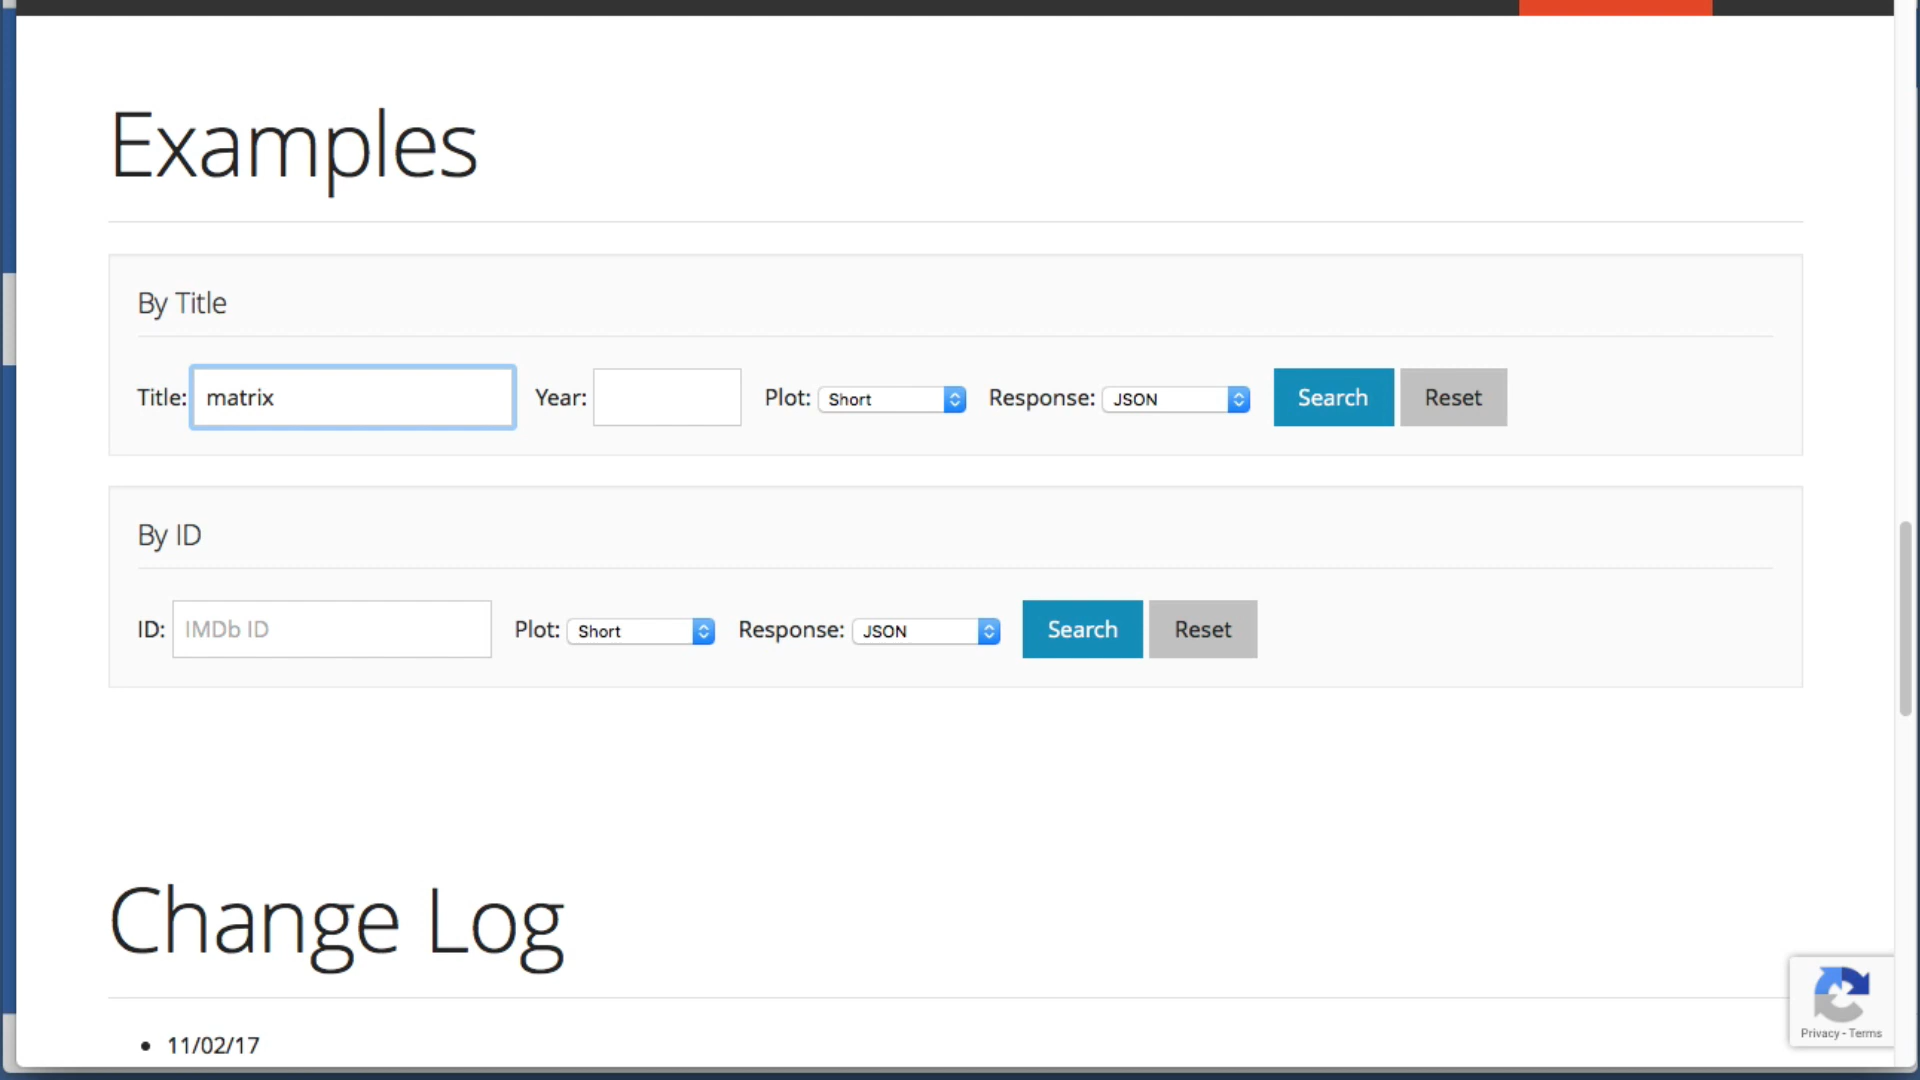 Examples
By Title
Title: matrix Year: Plot: Short Response: JSON Search Reset
By ID
ID: IMDb ID Plot: Short Response: JSON Search Reset
Change Log
11/02/17
Privacy - Terms